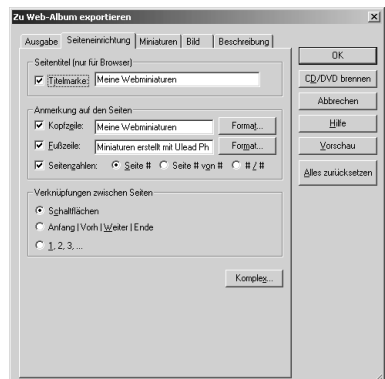 Zu Web-Album exportieren
Ausgabe Seiteneinrichtung Miniaturen Bild Beschreibung
Seitentitel (nur für Browser)
Titelmarke: Meine Webminiaturen
Anmerkung auf den Seiten
Kopfzeile: Meine Webminiaturen Format...
Fußzeile: Miniaturen erstellt mit Ulead Ph Format...
Seitenzahlen: Seite # Seite # von # # / #
Verknüpfungen zwischen Seiten
Schaltflächen
Anfang | Vorh | Weiter | Ende
1, 2, 3, ...
Komplex...
OK
CD/DVD brennen
Abbrechen
Hilfe
Vorschau
Alles zurücksetzen